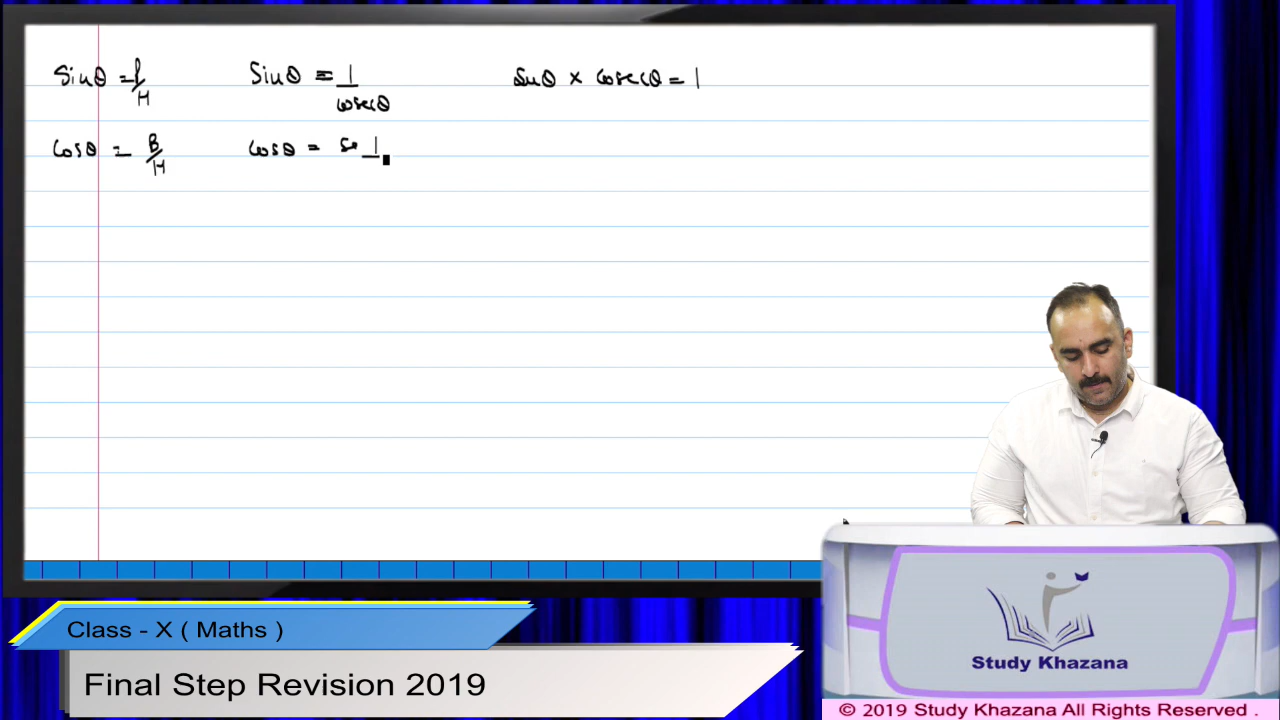 Sinθ = P/H   Sinθ = 1/cosecθ   sinθ × cosecθ = 1
cosθ = B/H   cosθ = se 1
Class - X ( Maths )
Final Step Revision 2019
Study Khazana
© 2019 Study Khazana All Rights Reserved .